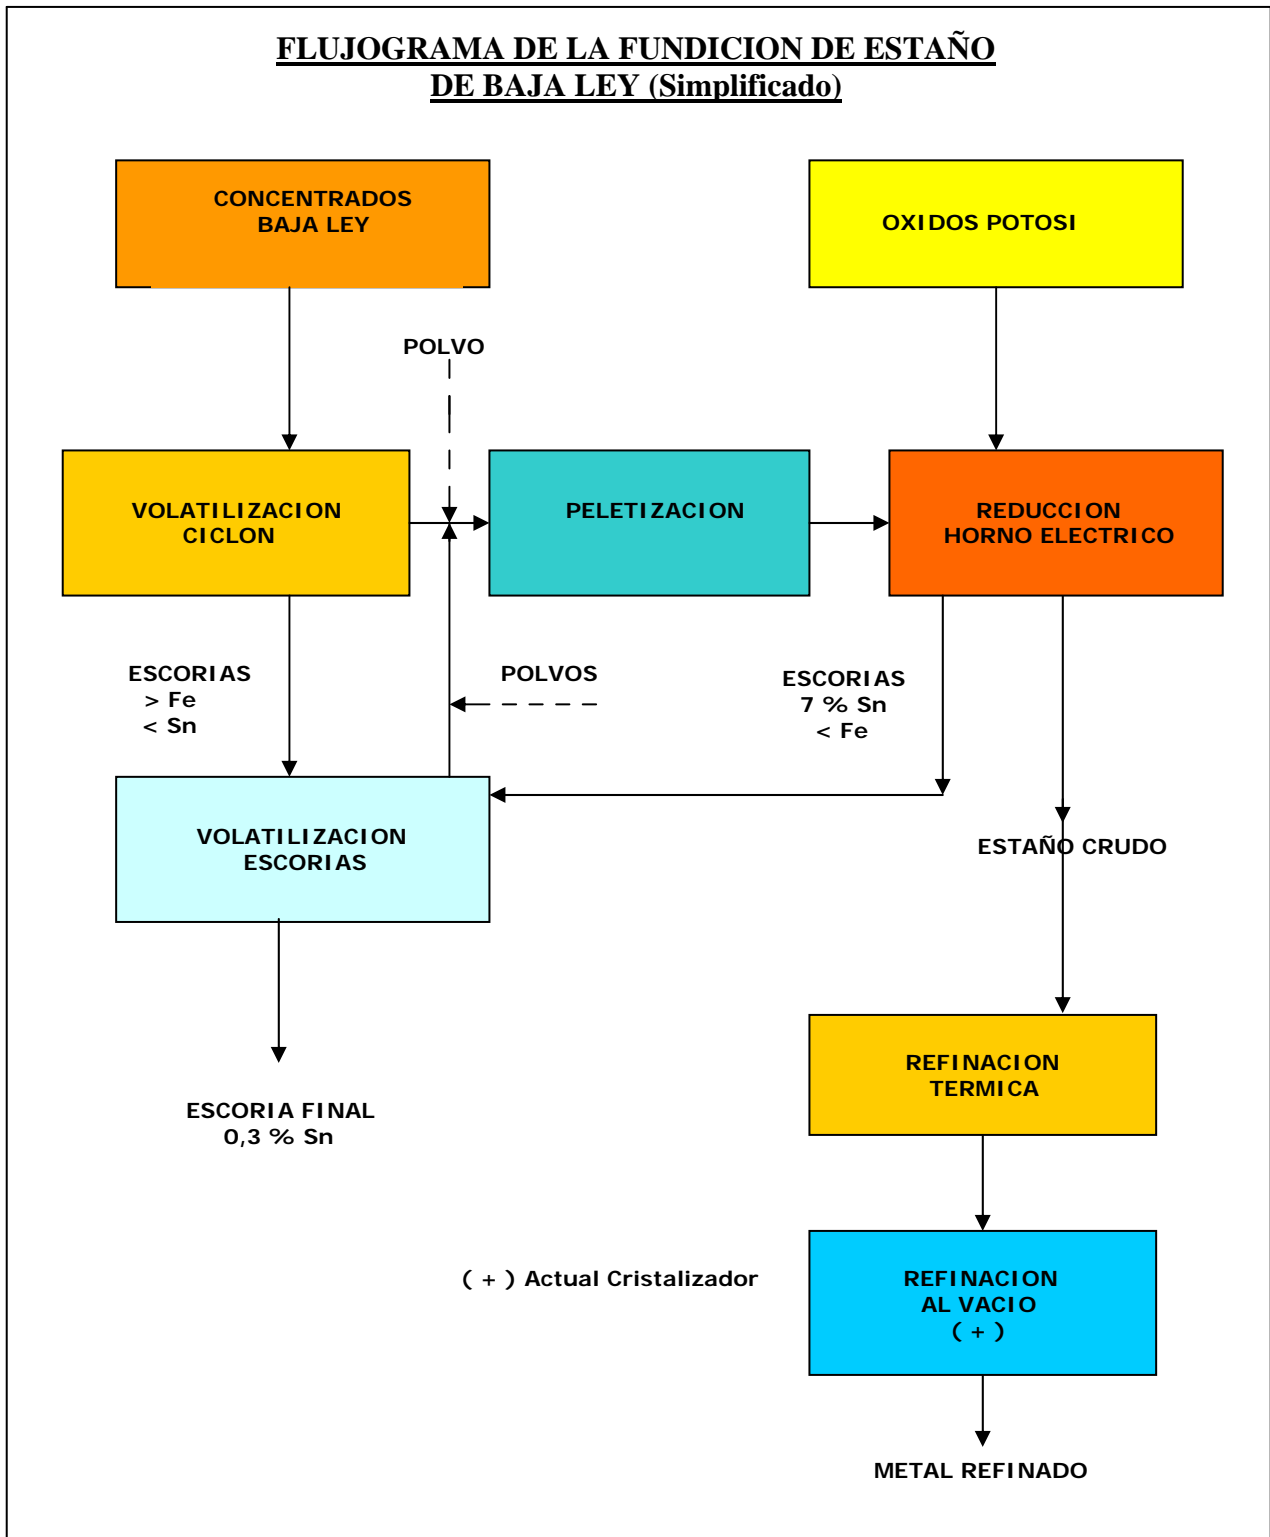 FLUJOGRAMA DE LA FUNDICION DE ESTAÑO
DE BAJA LEY (Simplificado)
CONCENTRADOS
BAJA LEY
OXIDOS POTOSI
POLVO
VOLATILIZACION
CICLON
PELETIZACION
REDUCCION
HORNO ELECTRICO
ESCORIAS
> Fe
< Sn
POLVOS
ESCORIAS
7 % Sn
< Fe
VOLATILIZACION
ESCORIAS
ESTAÑO CRUDO
REFINACION
TERMICA
ESCORIA FINAL
0,3 % Sn
( + ) Actual Cristalizador
REFINACION
AL VACIO
( + )
METAL REFINADO